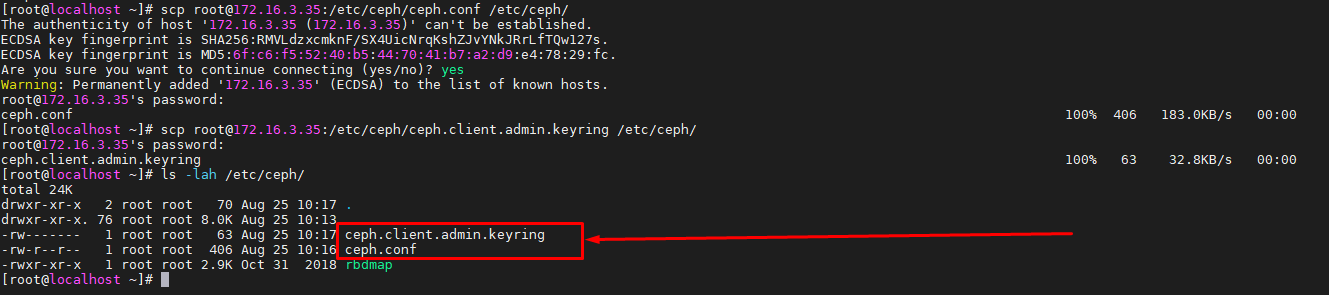 [root@localhost ~]# scp root@172.16.3.35:/etc/ceph/ceph.conf /etc/ceph/
The authenticity of host '172.16.3.35 (172.16.3.35)' can't be established.
ECDSA key fingerprint is SHA256:RMVLdzxcmknF/SX4UicNrqKshZJvYNkJRrLfTQw127s.
ECDSA key fingerprint is MD5:6f:c6:f5:52:40:b5:44:70:41:b7:a2:d9:e4:78:29:fc.
Are you sure you want to continue connecting (yes/no)? yes
Warning: Permanently added '172.16.3.35' (ECDSA) to the list of known hosts.
root@172.16.3.35's password:
ceph.conf 100% 406 183.0KB/s 00:00
[root@localhost ~]# scp root@172.16.3.35:/etc/ceph/ceph.client.admin.keyring /etc/ceph/
root@172.16.3.35's password:
ceph.client.admin.keyring 100% 63 32.8KB/s 00:00
[root@localhost ~]# ls -lah /etc/ceph/
total 24K
drwxr-xr-x 2 root root 70 Aug 25 10:17 .
drwxr-xr-x. 76 root root 8.0K Aug 25 10:13
-rw------- 1 root root 63 Aug 25 10:17 ceph.client.admin.keyring
-rw-r--r-- 1 root root 406 Aug 25 10:16 ceph.conf
-rwxr-xr-x 1 root root 2.9K Oct 31 2018 rbdmap
[root@localhost ~]#